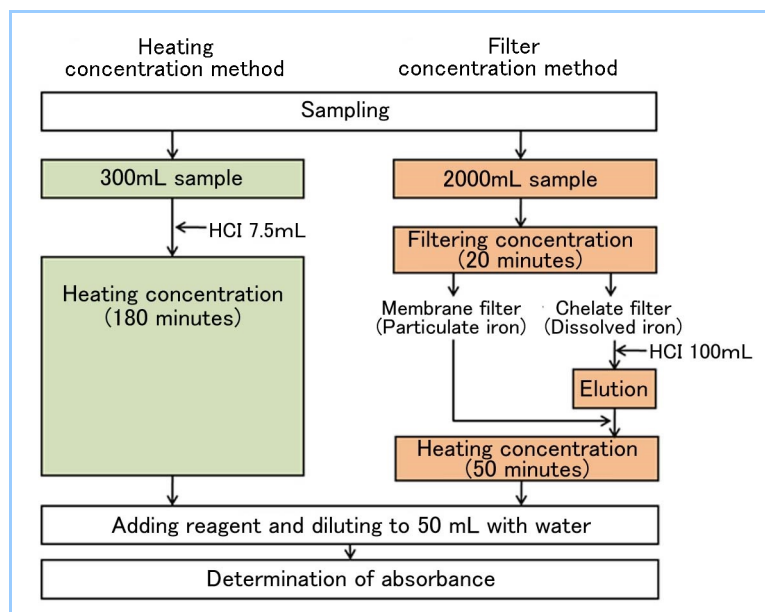 Heating
concentration method
Filter
concentration method
Sampling
300mL sample
2000mL sample
HCl 7.5mL
Filtering concentration
(20 minutes)
Heating concentration
(180 minutes)
Membrane filter
(Particulate iron)
Chelate filter
(Dissolved iron)
HCl 100mL
Elution
Heating concentration
(50 minutes)
Adding reagent and diluting to 50 mL with water
Determination of absorbance